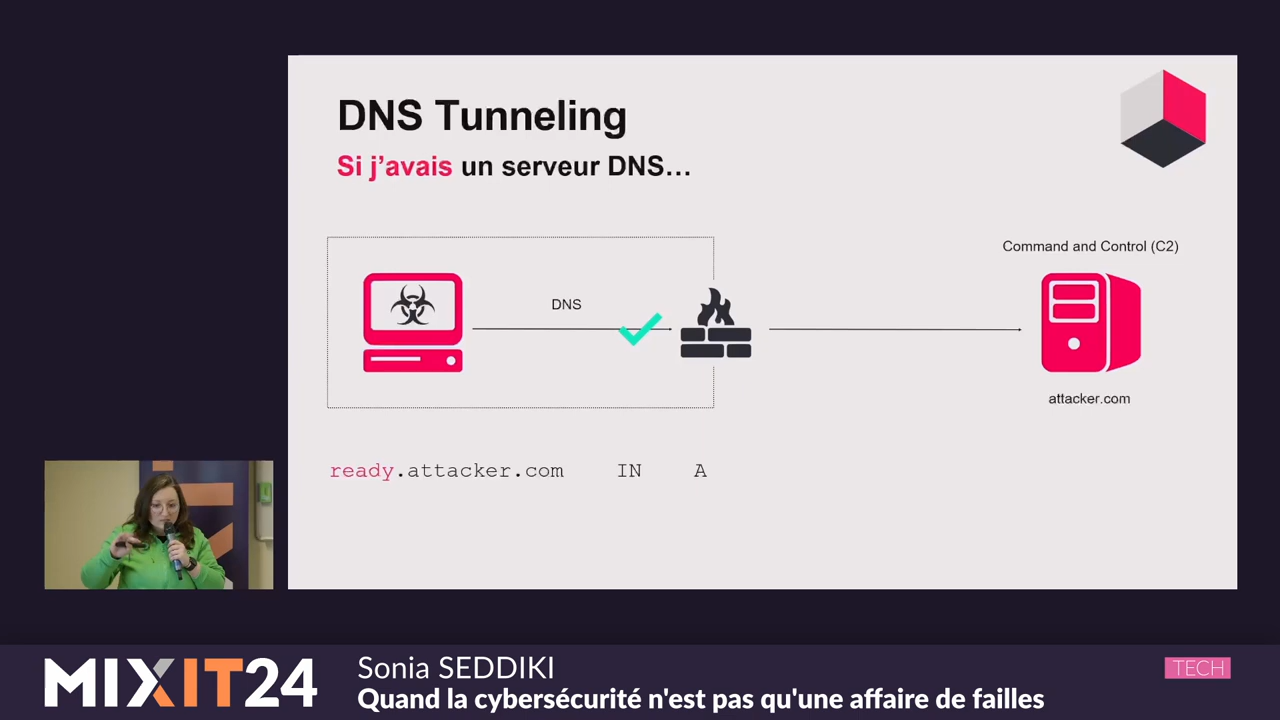 DNS Tunneling
Si j'avais un serveur DNS...
Command and Control (C2)
DNS
attacker.com
ready.attacker.com IN A
MIXIT24
Sonia SEDDIKI
TECH
Quand la cybersécurité n'est pas qu'une affaire de failles